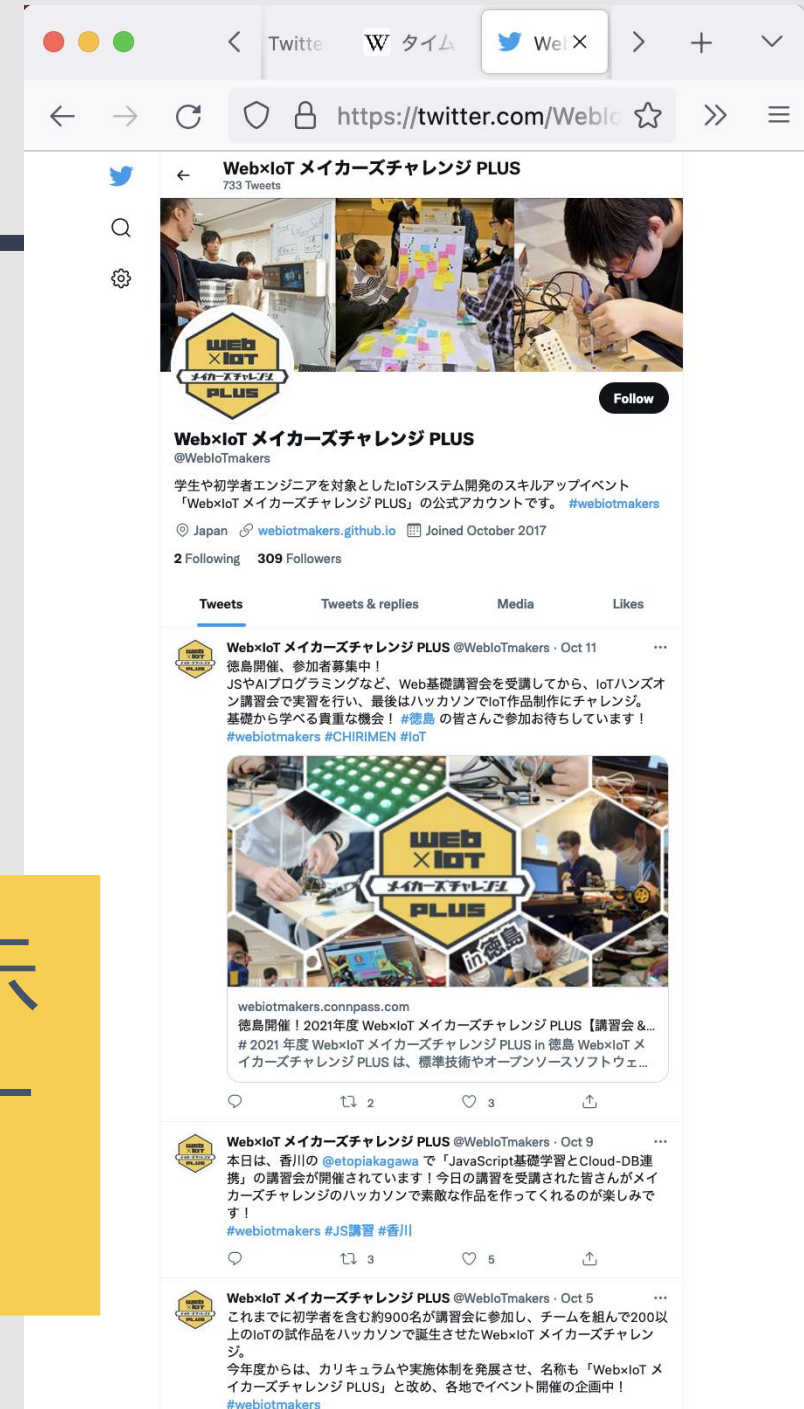 Twitte
W タイム
Web
https://twitter.com/WebIo
Web×IoT メイカーズチャレンジ PLUS
733 Tweets
Web
×IoT
メイカーズチャレンジ
PLUS
Follow
Web×IoT メイカーズチャレンジ PLUS
@WebIoTmakers
学生や初学者エンジニアを対象としたIoTシステム開発のスキルアップイベント
「Web×IoT メイカーズチャレンジ PLUS」の公式アカウントです。 #webiotmakers
Japan webiotmakers.github.io Joined October 2017
2 Following 309 Followers
Tweets Tweets & replies Media Likes
Web×IoT メイカーズチャレンジ PLUS @WebIoTmakers · Oct 11
徳島開催、参加者募集中！
JSやAIプログラミングなど、Web基礎講習会を受講してから、IoTハンズオ
ン講習会で実習を行い、最後はハッカソンでIoT作品制作にチャレンジ。
基礎から学べる貴重な機会！ #徳島 の皆さんご参加お待ちしています！
#webiotmakers #CHIRIMEN #IoT
Web
×IoT
メイカーズチャレンジ
PLUS
in 徳島
webiotmakers.connpass.com
徳島開催！2021年度 Web×IoT メイカーズチャレンジ PLUS【講習会 &...
# 2021 年度 Web×IoT メイカーズチャレンジ PLUS in 徳島 Web×IoT メ
イカーズチャレンジ PLUS は、標準技術やオープンソースソフトウェ...
2 3
Web×IoT メイカーズチャレンジ PLUS @WebIoTmakers · Oct 9
本日は、香川の @etopiakagawa で「JavaScript基礎学習とCloud-DB連
携」の講習会が開催されています！今日の講習を受講された皆さんがメイ
カーズチャレンジのハッカソンで素敵な作品を作ってくれるのが楽しみで
す！
#webiotmakers #JS講習 #香川
3 5
Web×IoT メイカーズチャレンジ PLUS @WebIoTmakers · Oct 5
これまでに初学者を含む約900名が講習会に参加し、チームを組んで200以
上のIoTの試作品をハッカソンで誕生させたWeb×IoT メイカーズチャレン
ジ。
今年度からは、カリキュラムや実施体制を発展させ、名称も「Web×IoT メ
イカーズチャレンジ PLUS」と改め、各地でイベント開催の企画中！
#webiotmakers